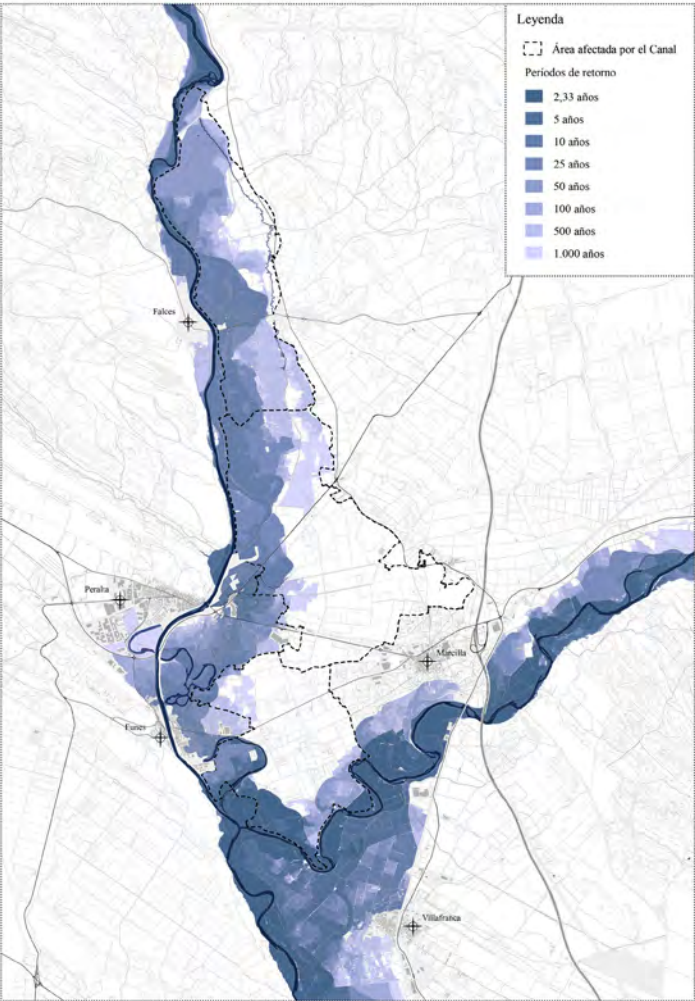 Leyenda
Área afectada por el Canal
Períodos de retorno
2,33 años
5 años
10 años
25 años
50 años
100 años
500 años
1.000 años
Falces
Peralta
Marcilla
Funes
Villafranca